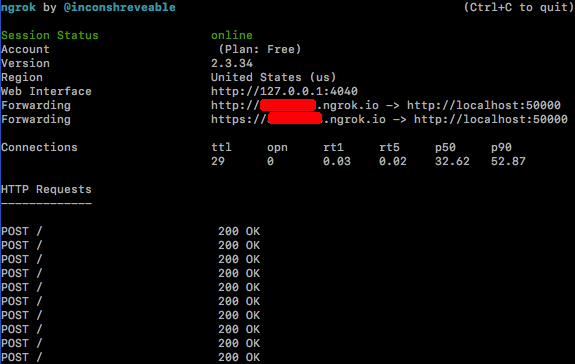 ngrok by @inconshreveable (Ctrl+C to quit)
Session Status online
Account (Plan: Free)
Version 2.3.34
Region United States (us)
Web Interface http://127.0.0.1:4040
Forwarding http:// .ngrok.io -> http://localhost:50000
Forwarding https:// .ngrok.io -> http://localhost:50000
Connections ttl opn rt1 rt5 p50 p90
29 0 0.03 0.02 32.62 52.87
HTTP Requests
-------------
POST / 200 OK
POST / 200 OK
POST / 200 OK
POST / 200 OK
POST / 200 OK
POST / 200 OK
POST / 200 OK
POST / 200 OK
POST / 200 OK
POST / 200 OK